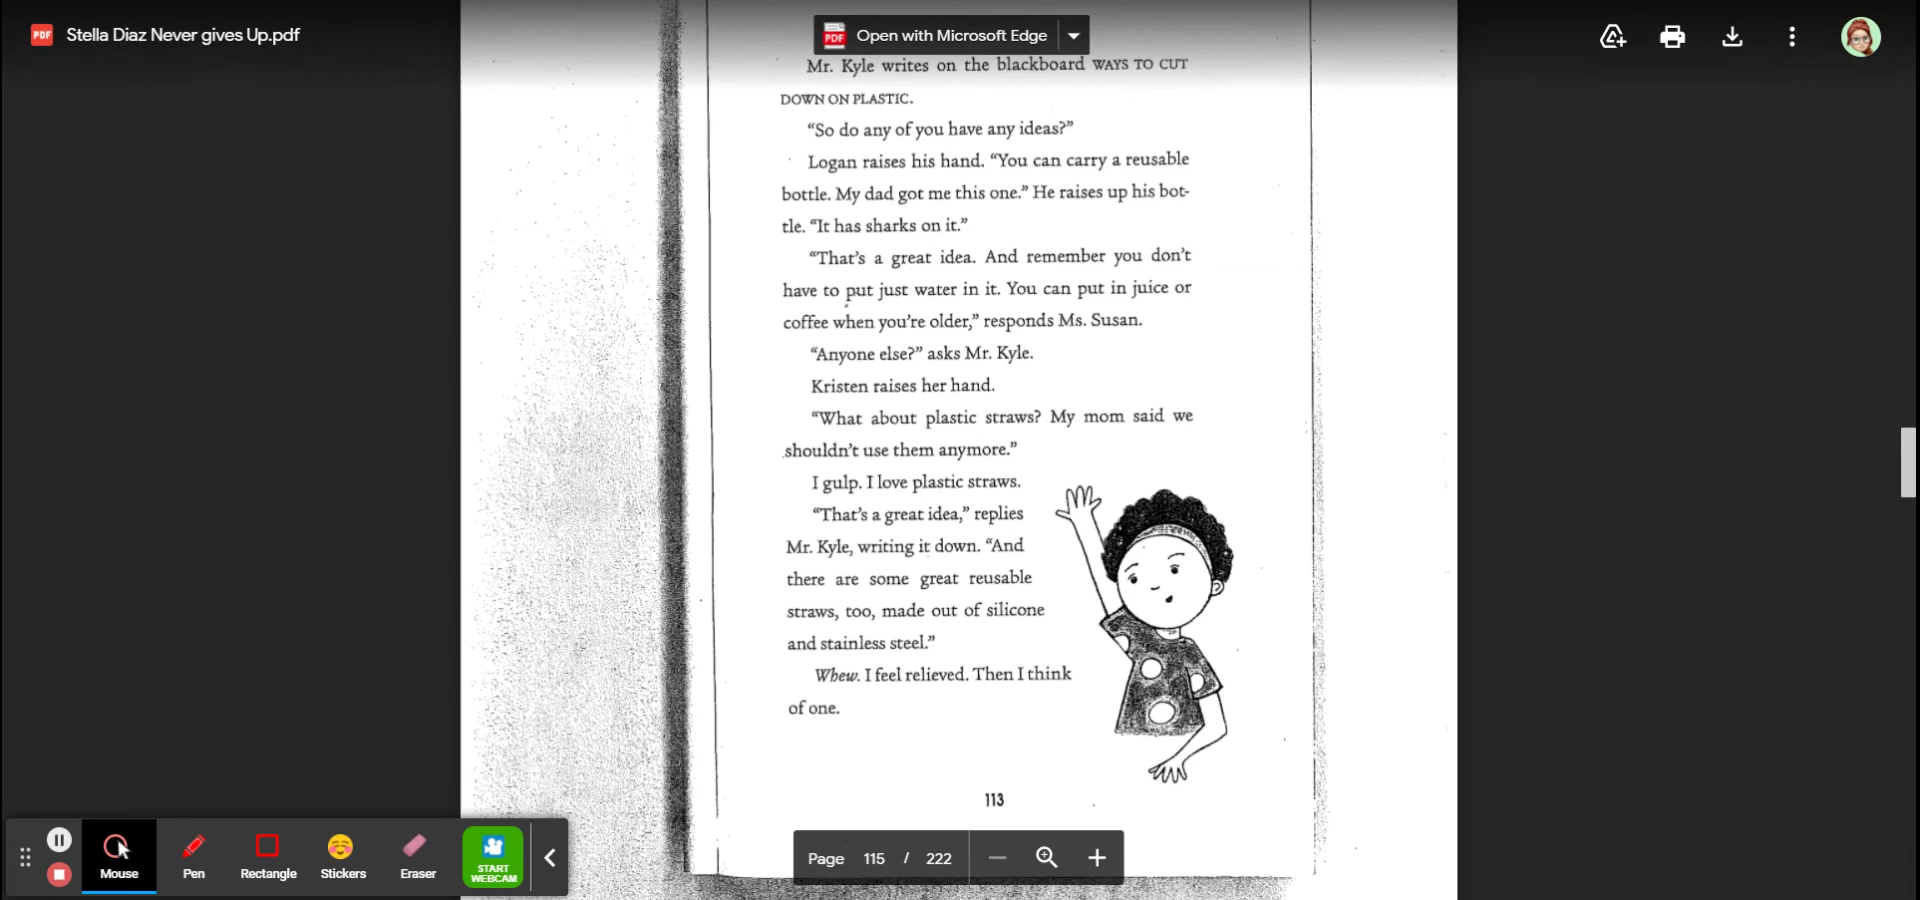 Stella Diaz Never gives Up.pdf
Open with Microsoft Edge
Mr. Kyle writes on the blackboard WAYS TO CUT
DOWN ON PLASTIC.
“So do any of you have any ideas?”
Logan raises his hand. “You can carry a reusable
bottle. My dad got me this one.” He raises up his bot-
tle. “It has sharks on it.”
“That’s a great idea. And remember you don’t
have to put just water in it. You can put in juice or
coffee when you’re older,” responds Ms. Susan.
“Anyone else?” asks Mr. Kyle.
Kristen raises her hand.
“What about plastic straws? My mom said we
shouldn’t use them anymore.”
I gulp. I love plastic straws.
“That’s a great idea,” replies
Mr. Kyle, writing it down. “And
there are some great reusable
straws, too, made out of silicone
and stainless steel.”
Whew. I feel relieved. Then I think
of one.
113
Page 115 / 222
Mouse
Pen
Rectangle
Stickers
Eraser
START
WEBCAM
PDF
PDF